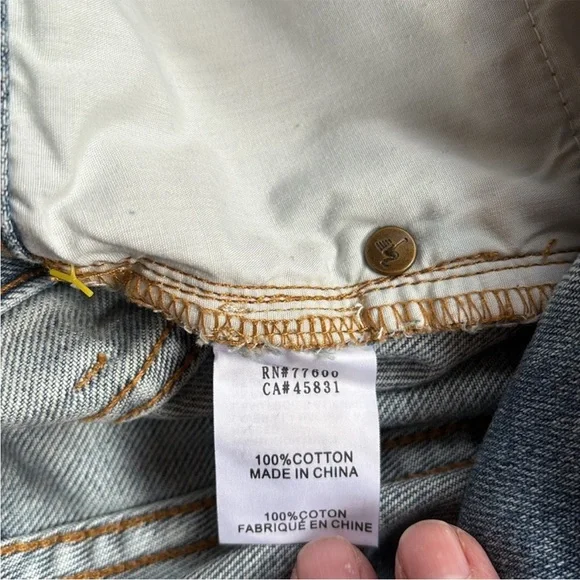 CA#45831
100%COTTON
MADE IN CHINA
100%COTON
FABRIQUÉ EN CHINE